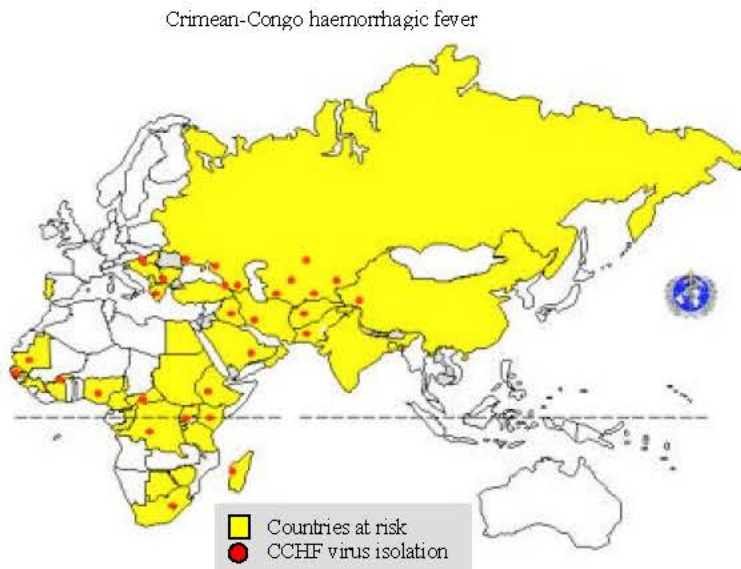 Crimean-Congo haemorrhagic fever
Countries at risk
CCHF virus isolation